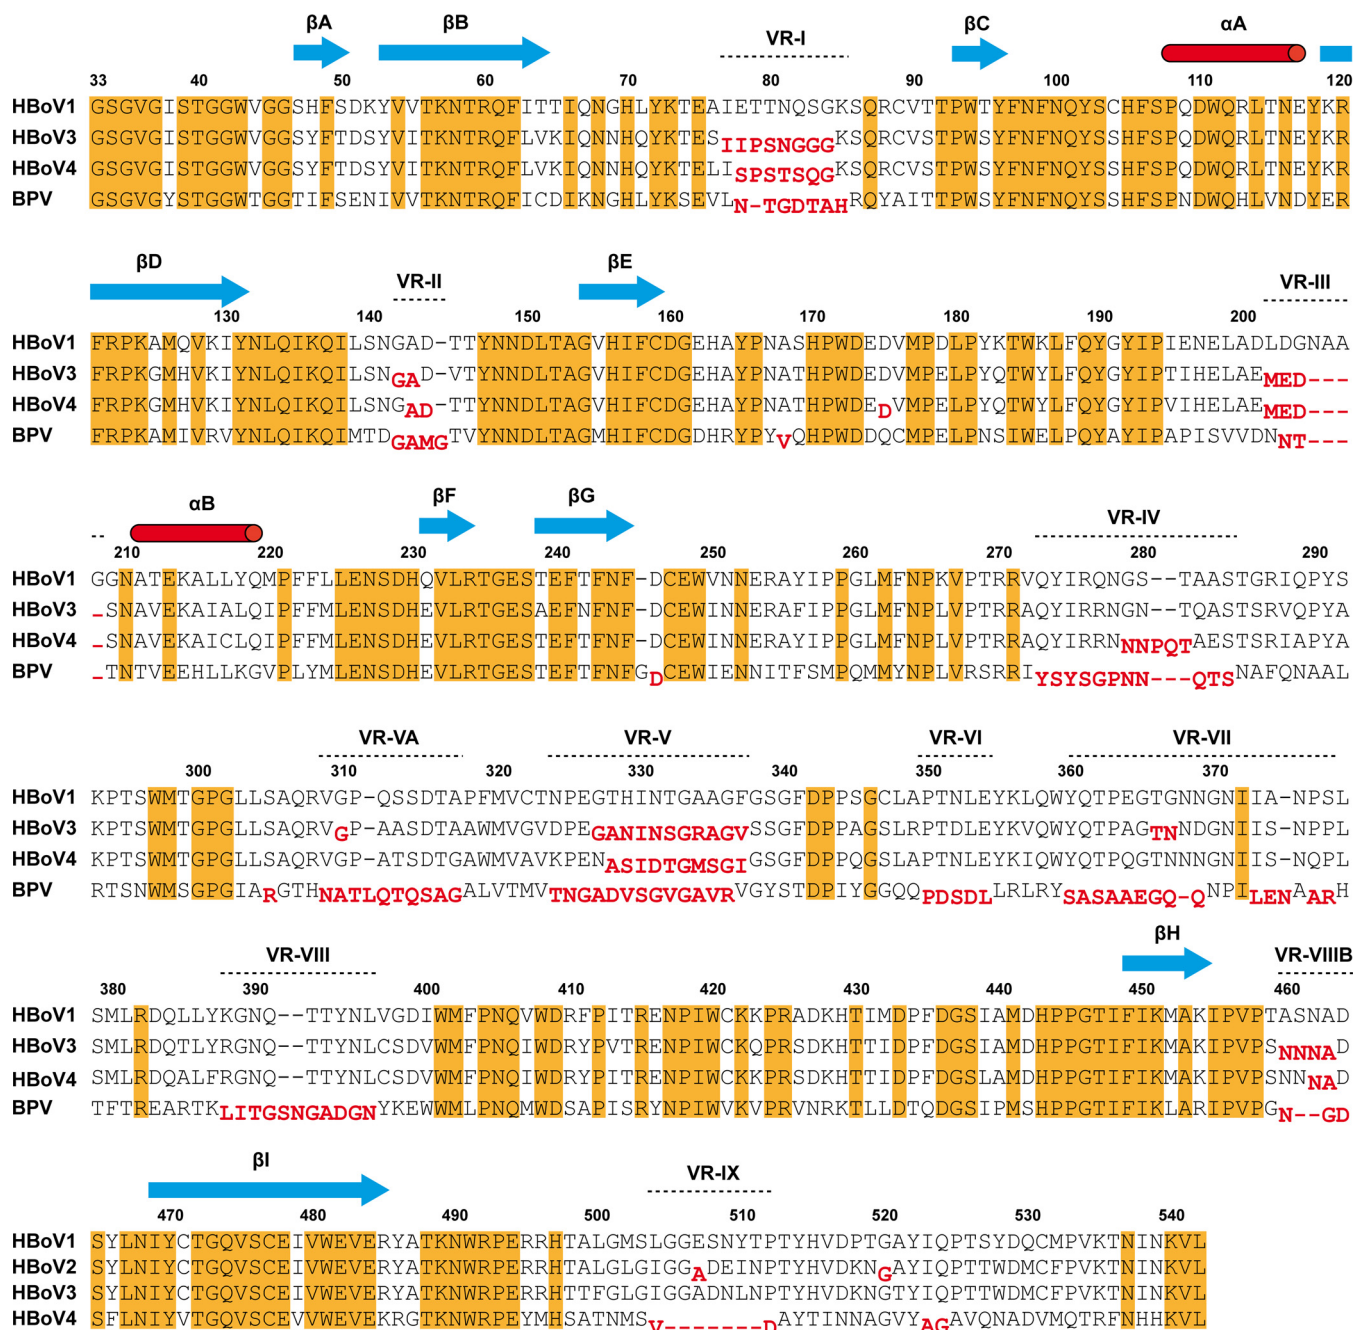 βA βB VR-I βC αA
33 40 50 60 70 80 90 100 110 120
HBoV1 GSGVGISTGGWVGGSHFSDKYVVTKNTRQFITTIQNGHLYKTEAIETTNQSGKSQRCVTTPWTYFNFNQYSCHFSPQDWQRLTNEYKR
HBoV3 GSGVGISTGGWVGGSYFTDSYVITKNTRQFLVKIQNNHQYKTESIIPSNGGGKSQRCVSTPWSYFNFNQYSSHFSPQDWQRLTNEYKR
HBoV4 GSGVGISTGGWVGGSYFTDSYVITKNTRQFLVKIQNNHQYKTELISPSTSQGKSQRCVSTPWSYFNFNQYSSHFSPQDWQRLTNEYKR
BPV GSGVGYSTGGWTGGTIFSENIVVTKNTRQFICDIKNGHLYKSEVLN-TGDTAHRQYAITTPWSYFNFNQYSSHFSPNDWQHLVNDYER
βD VR-II βE VR-III
130 140 150 160 170 180 190 200
HBoV1 FRPKAMQVKIYNLQIKQILSNGAD-TTYNNDLTAGVHIFCDGEHAYPNASHPWDEDVMPDLPYKTWKLFQYGYIPIENELADLDGNAA
HBoV3 FRPKGMHVKIYNLQIKQILSNGAD-VTYNNDLTAGVHIFCDGEHAYPNATHPWDEDVMPELPYQTWYLFQYGYIPTIHELAEMED---
HBoV4 FRPKGMHVKIYNLQIKQILSNGAD-TTYNNDLTAGVHIFCDGEHAYPNATHPWDEDVMPELPYQTWYLFQYGYIPVIHELAEMED---
BPV FRPKAMIVRVYNLQIKQIMTDGAMGTVYNNDLTAGMHIFCDGDHRYPYVQHPWDDQCMPELPNSIWELPQYAYIPAPISVVDNNT---
αB βF βG VR-IV
210 220 230 240 250 260 270 280 290
HBoV1 GGNATEKALLYQMPFFLLENSDHQVLRTGESTEFTFNF-DCEWVNNERAYIPPGLMFNPKVPTRRVQYIRQNGS--TAASTGRIQPYS
HBoV3 -SNAVEKAIALQIPFFMLENSDHEVLRTGESAEFNFNF-DCEWINNERAFIPPGLMFNPLVPTRRAQYIRRNGN--TQASTSRVQPYA
HBoV4 -SNAVEKAICLQIPFFMLENSDHEVLRTGESTEFTFNF-DCEWINNERAYIPPGLMFNPLVPTRRAQYIRRNNNPQTAESTSRIAPYA
BPV -TNTVEEHLLKGVPLYMLENSDHEVLRTGESTEFTFNFGDCEWIENNITFSMPQMMYNPLVRSRRIYSYSGPNN---QTSNAFQNAAL
VR-VA VR-V VR-VI VR-VII
300 310 320 330 340 350 360 370
HBoV1 KPTSWMTGPGLLSAQRVGP-QSSDTAPFMVCTNPEGTHINTGAAGFGSGFDPPSGCLAPTNLEYKLQWYQTPEGTGNNGNIIA-NPSL
HBoV3 KPTSWMTGPGLLSAQRVGP-AASDTAAWMVGVDPEGANINSGRAGVSSGFDPPAGSLRPTDLEYKVQWYQTPAGTNNDGNIIS-NPPL
HBoV4 KPTSWMTGPGLLSAQRVGP-ATSDTGAWMVAVKPENASIDTGMSGIGSGFDPPQGSLAPTNLEYKIQWYQTPQGTNNNGNIIS-NQPL
BPV RTSNWMSGPGIARGTHNATLQTQSAGALVTMVTNGADVSGVGAVRVGYSTDPIYGGQQPDSDLLRLRYSASAAEGQ-QNPILENAARH
VR-VIII βH VR-VIIIB
380 390 400 410 420 430 440 450 460
HBoV1 SMLRDQLLYKGNQ--TTYNLVGDIWMFPNQVWDRFPITRENPIWCKKPRADKHTIMDPFDGSIAMDHPPGTIFIKMAKIPVPTASNAD
HBoV3 SMLRDQTLYRGNQ--TTYNLCSDVWMFPNQIWDRYPVTRENPIWCKQPRSDKHTTIDPFDGSIAMDHPPGTIFIKMAKIPVPSNNNAD
HBoV4 SMLRDQALFRGNQ--TTYNLCSDVWMFPNQIWDRYPITRENPIWCKKPRSDKHTTIDPFDGSLAMDHPPGTIFIKMAKIPVPSNNNAD
BPV TFTREARTKLITGSNGADGNYKEWWMLPNQMWDSAPISRYNPIWVKVPRVNRKTLLDTQDGSIPMSHPPGTIFIKLARIPVPGN--GD
βI VR-IX
470 480 490 500 510 520 530 540
HBoV1 SYLNIYCTGQVSCEIVWEVERYATKNWRPERRHTALGMSLGGESNYTPTYHVDPTGAYIQPTSYDQCMPVKTNINKVL
HBoV2 SYLNIYCTGQVSCEIVWEVERYATKNWRPERRHTALGLGIGGADEINPTYHVDKNGAYIQPTTWDMCFPVKTNINKVL
HBoV3 SYLNIYCTGQVSCEIVWEVERYATKNWRPERRHTTFGLGIGGADNLNPTYHVDKNGTYIQPTTWDMCFPVKTNINKVL
HBoV4 SFLNIYVTGQVSCEIVWEVEKRGTKNWRPEYMHSATNMSV-------DAYTINNAGVYAGAVQNADVMQTRFNHHKVL